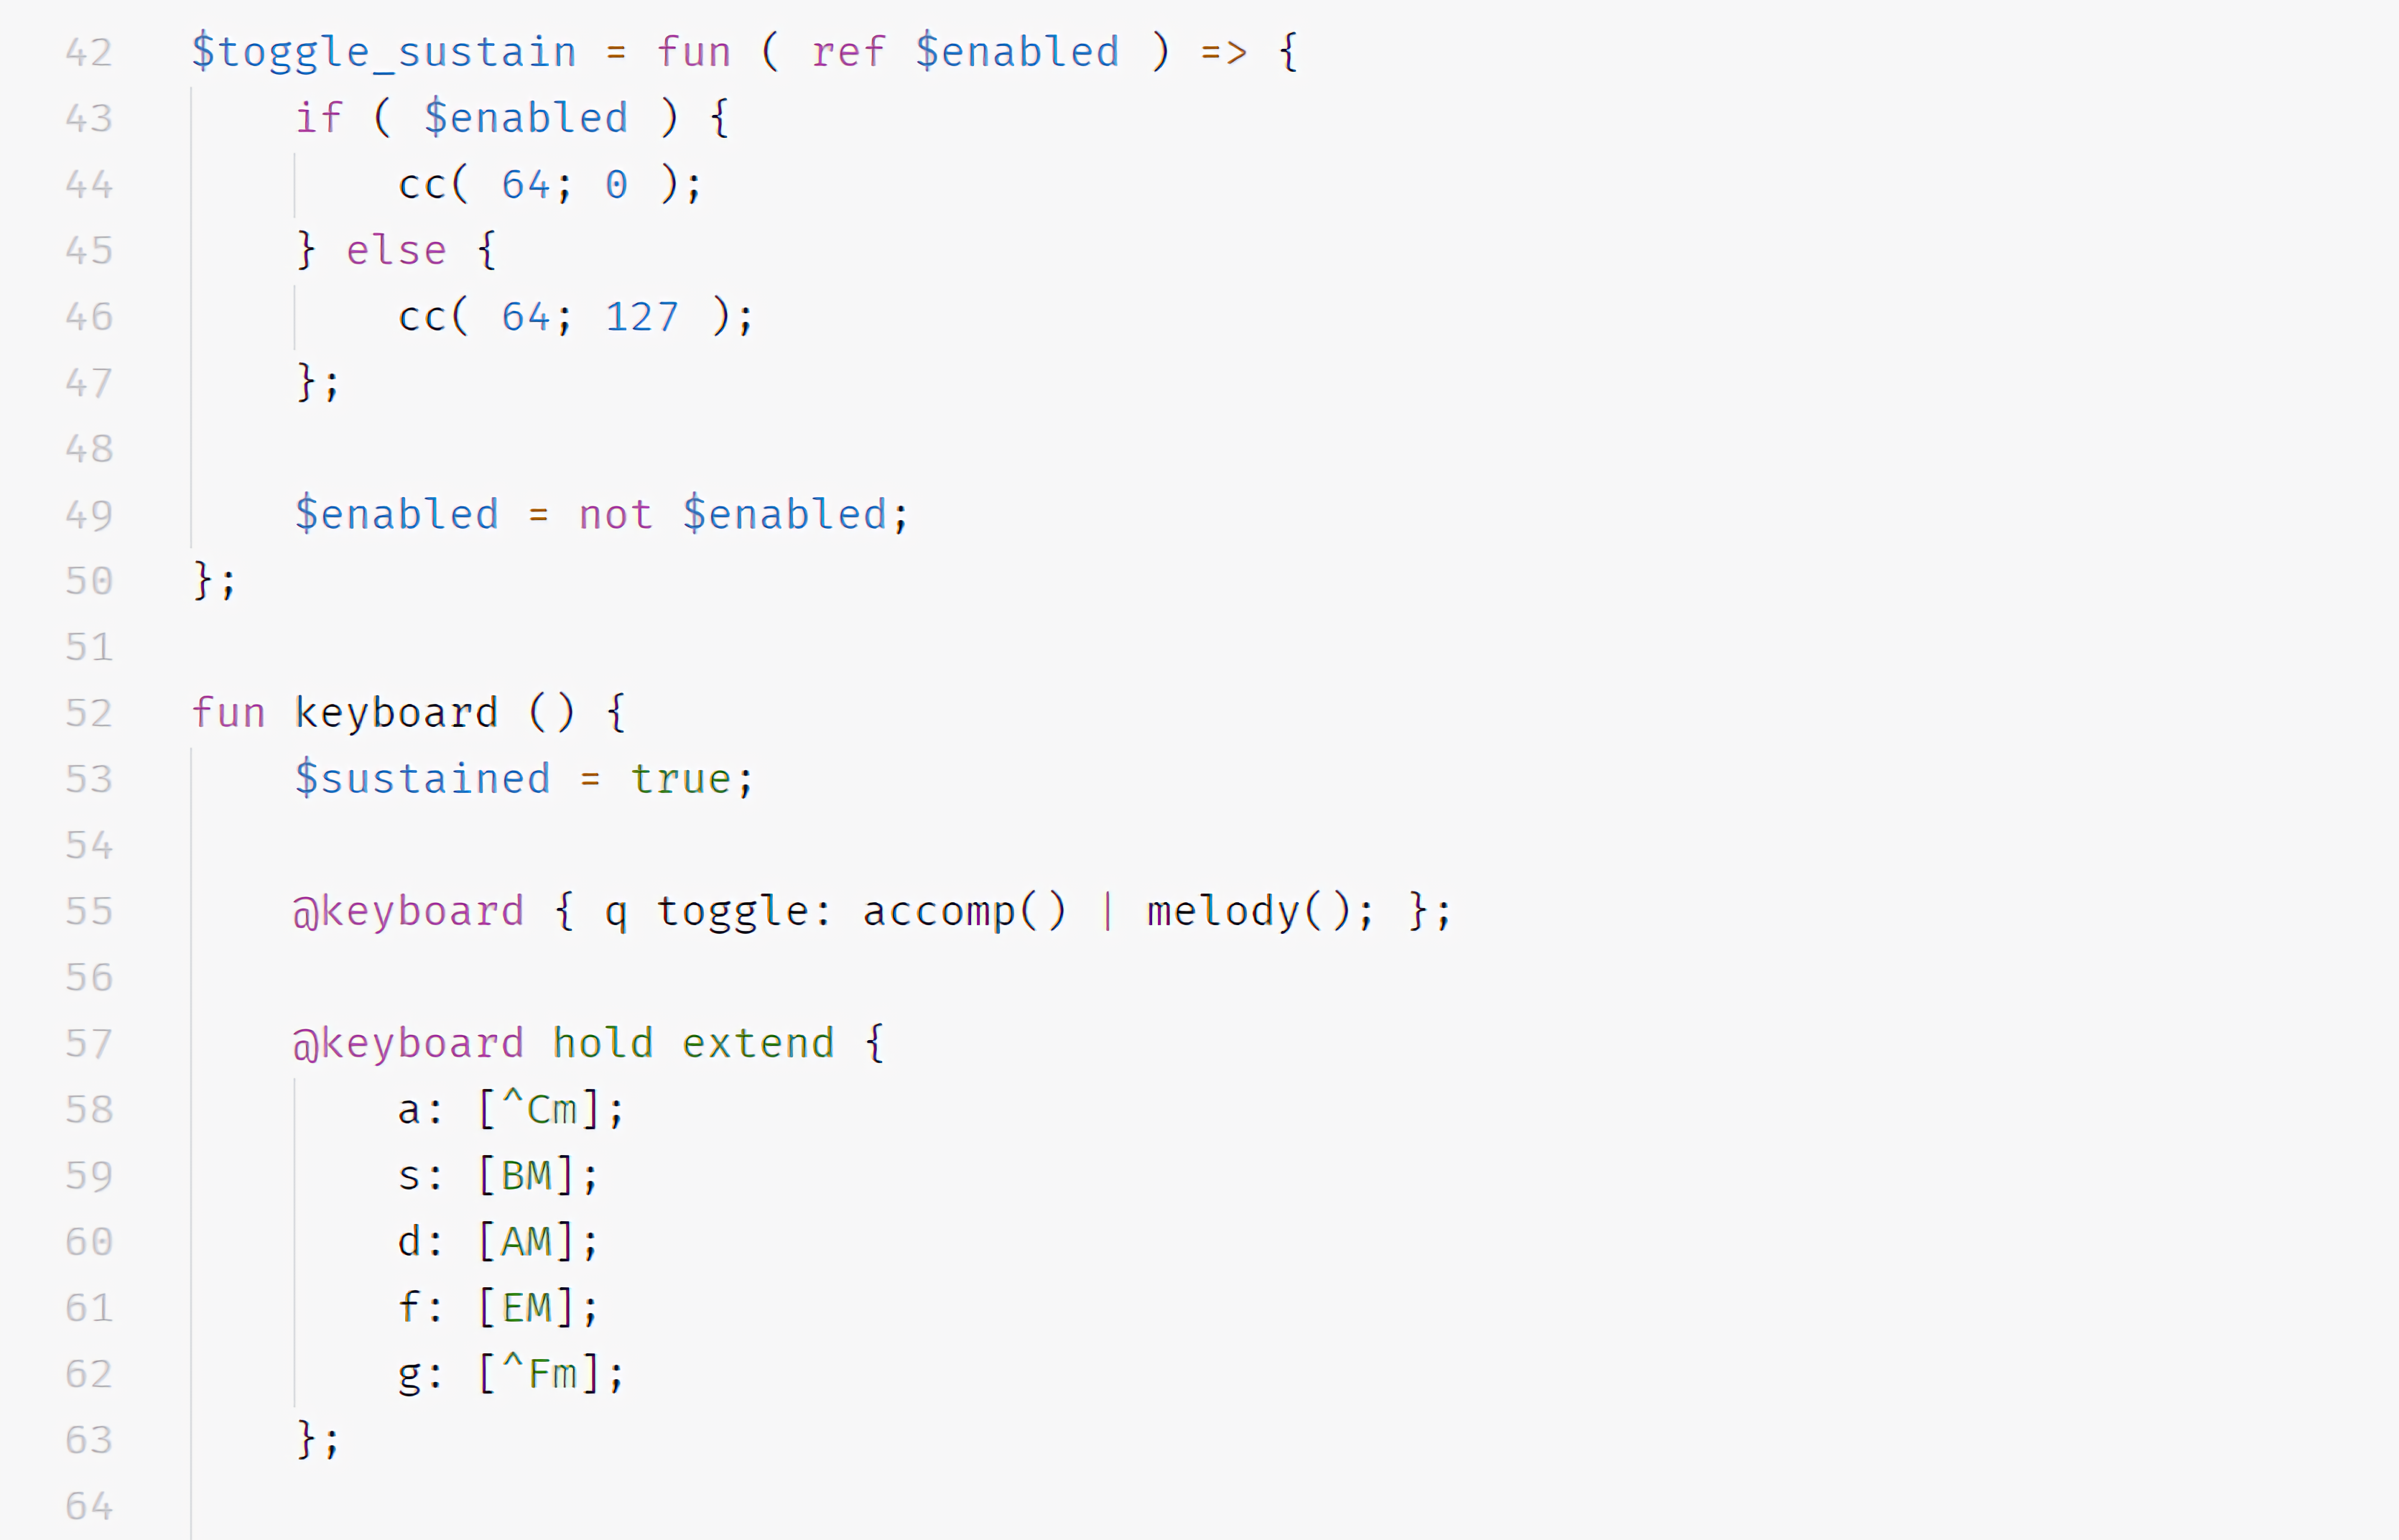 42 $toggle_sustain = fun ( ref $enabled ) => {
43 if ( $enabled ) {
44 cc( 64; 0 );
45 } else {
46 cc( 64; 127 );
47 };
48
49 $enabled = not $enabled;
50 };
51
52 fun keyboard () {
53 $sustained = true;
54
55 @keyboard { q toggle: accomp() | melody(); };
56
57 @keyboard hold extend {
58 a: [^Cm];
59 s: [BM];
60 d: [AM];
61 f: [EM];
62 g: [^Fm];
63 };
64